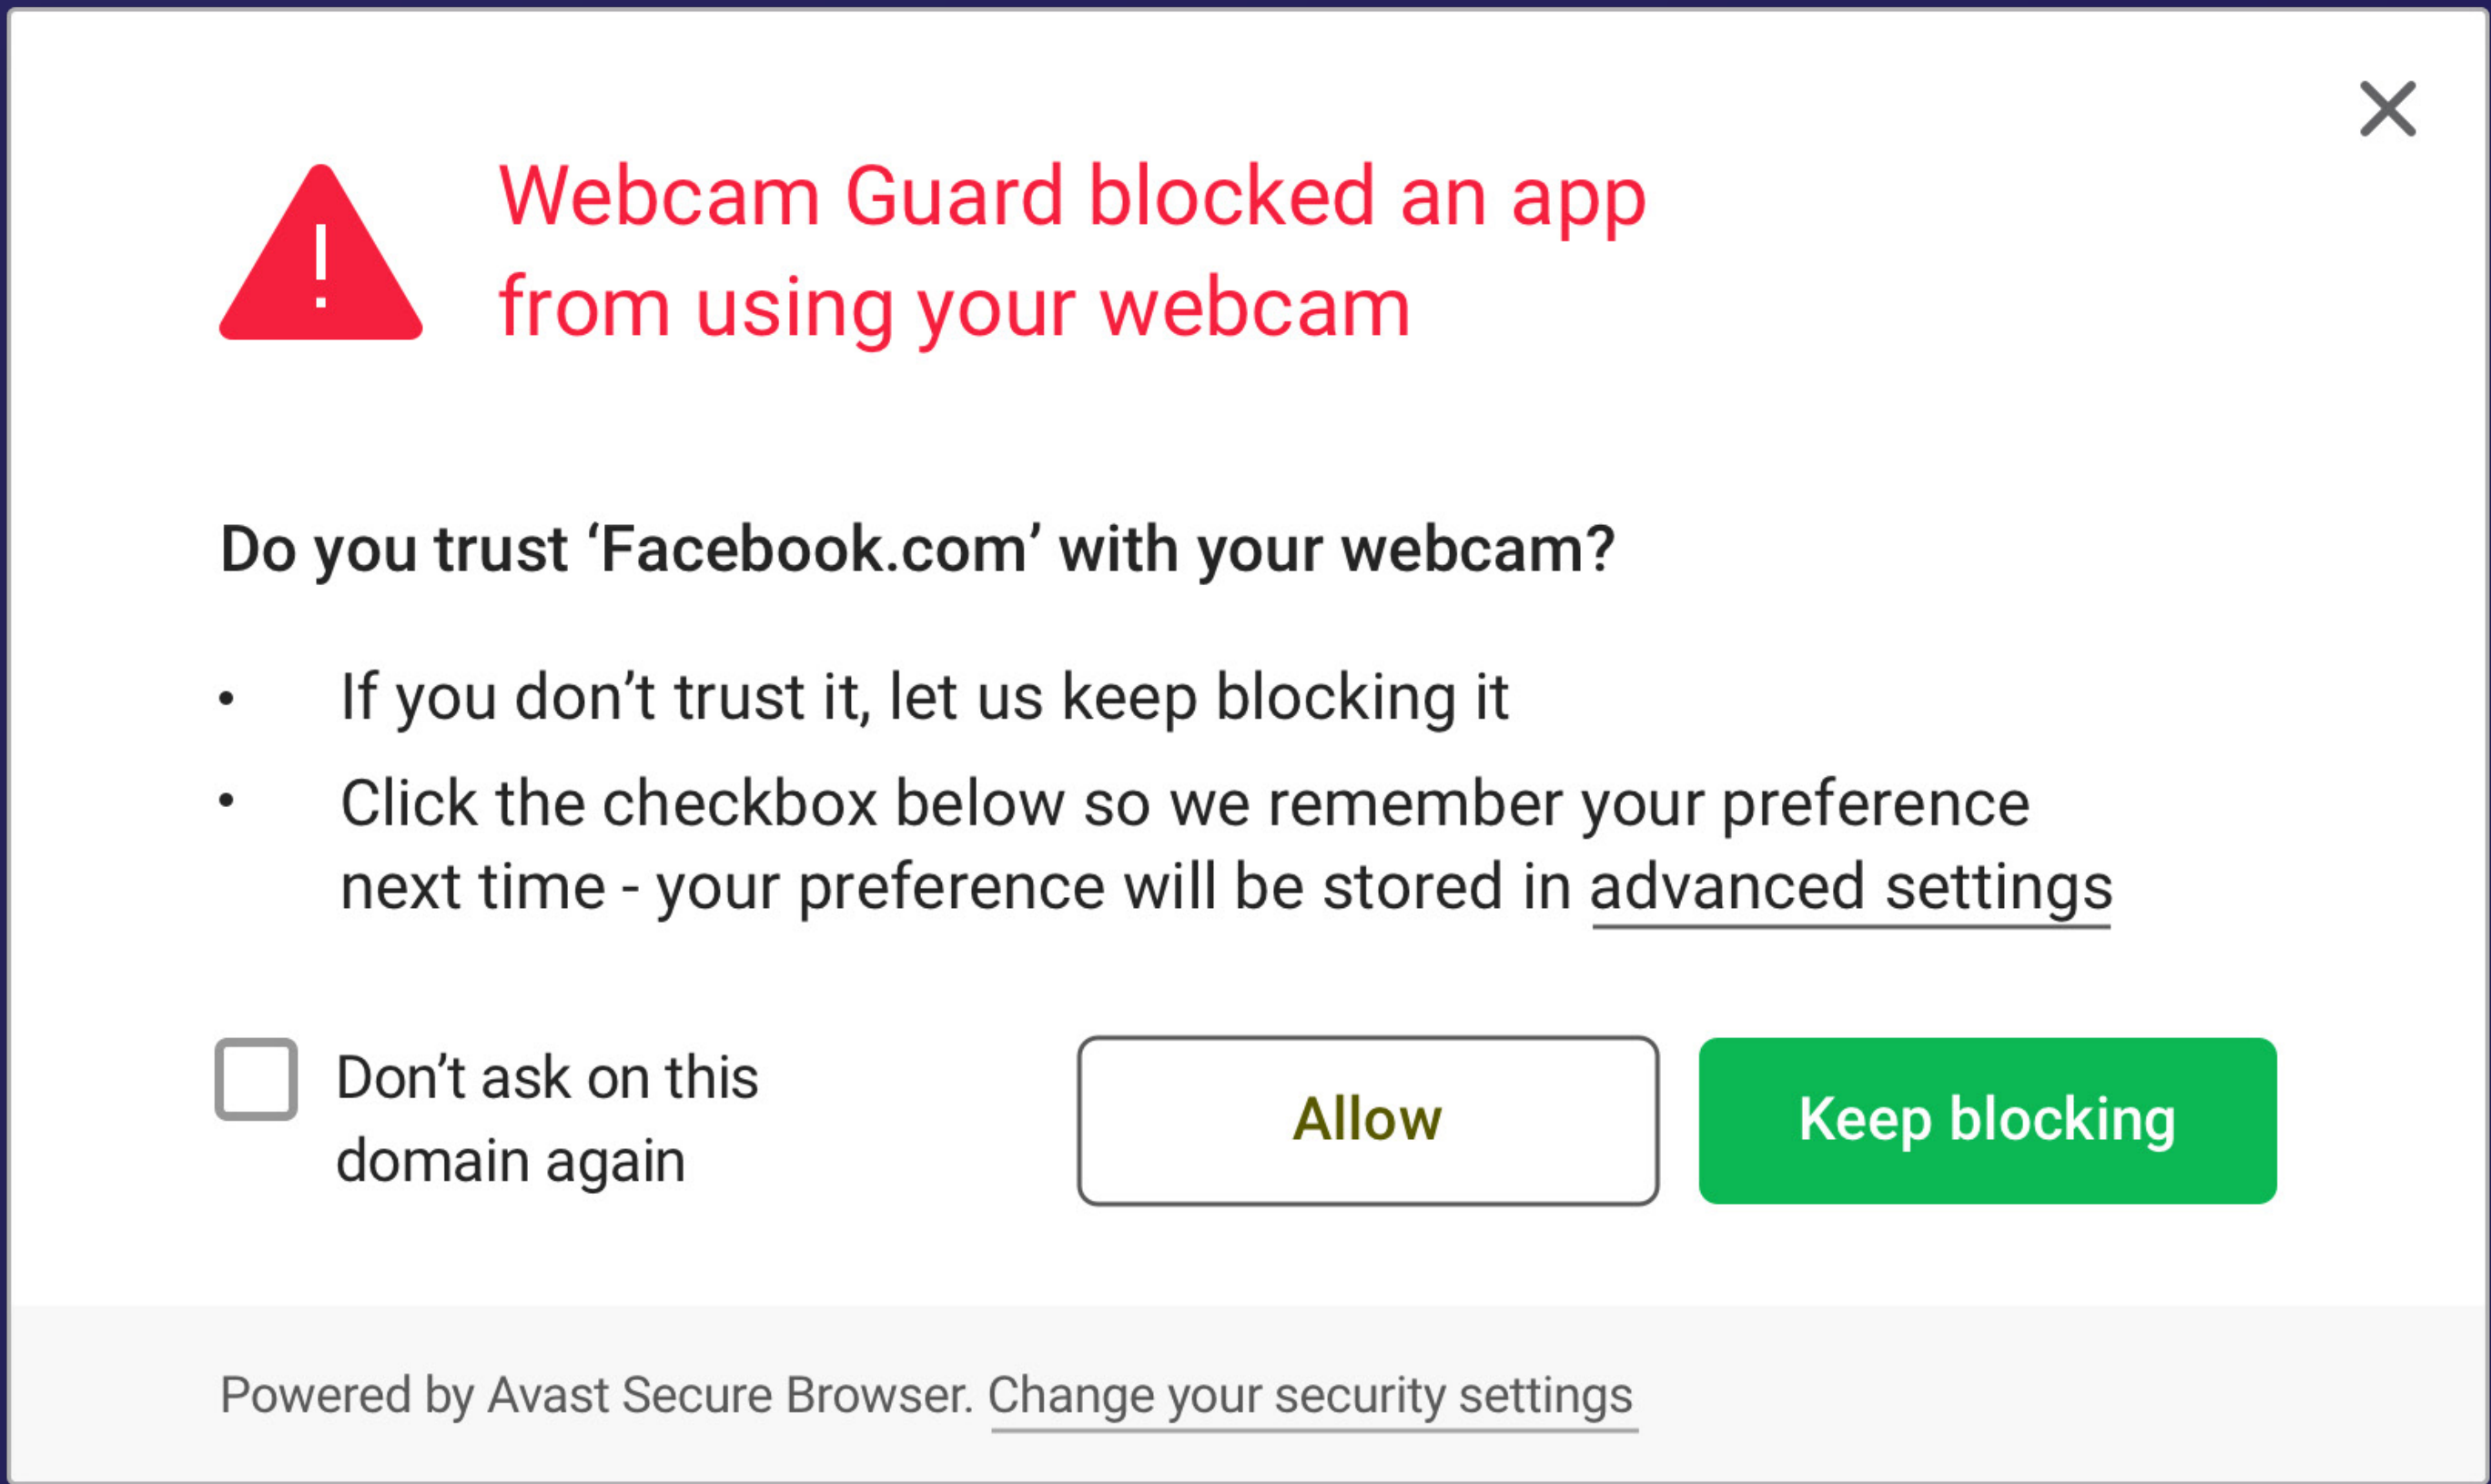 Webcam Guard blocked an app
from using your webcam
Do you trust ‘Facebook.com’ with your webcam?
• If you don’t trust it, let us keep blocking it
• Click the checkbox below so we remember your preference
next time - your preference will be stored in advanced settings
Don’t ask on this
domain again
Allow
Keep blocking
Powered by Avast Secure Browser. Change your security settings